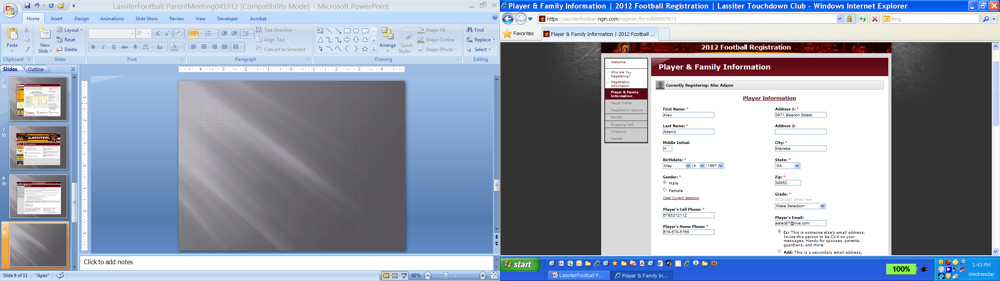 LassiterFootball ParentMeeting041912 [Compatibility Mode] - Microsoft PowerPoint
Home Insert Design Animations Slide Show Review View Developer Acrobat
Paste
Clipboard
New Slide
Layout
Reset
Delete
Slides
28
B I U abc S AV Aa A
Font
Paragraph
Text Direction
Align Text
Convert to SmartArt
Arrange
Quick Styles
Shape Fill
Shape Outline
Shape Effects
Drawing
Find
Replace
Select
Editing
Slides Outline
6
Registration Information
7
LASSITER
8
9
Click to add notes
Slide 9 of 11 "Apex"
60%
Player & Family Information | 2012 Football Registration | Lassiter Touchdown Club - Windows Internet Explorer
https://lassiterfootball.ngin.com/register/form/685997671
Bing
Favorites
Player & Family Information | 2012 Football ...
2012 Football Registration
Welcome
Who Are You
Registering?
Registration
Information
Player & Family
Information
Player Profile
Registration Options
Review
Shopping Cart
Checkout
Receipt
Player & Family Information
Currently Registering: Alec Adams
Player Information
First Name: *
Alec
Last Name: *
Adams
Middle Initial:
H
Birthdate: *
May 4 1997
Gender: *
Male
Female
Clear Current Selection
Player's Cell Phone: *
6785212112
Player's Home Phone: *
678-570-5769
Address 1: *
3871 Beacon Street
Address 2:
City: *
Marietta
State: *
GA
Zip: *
30062
Grade: *
2012-2013 School Year
Make Selection
Player's Email:
aalec07@live.com
Cc: This is someone else's email address.
Invite this person to be Cc'd on your
messages. Handy for spouses, parents,
guardians, and more.
Add: This is a secondary email address.
start
LassiterFootball P...
Player & Family In...
100%
1:43 PM
Wednesday